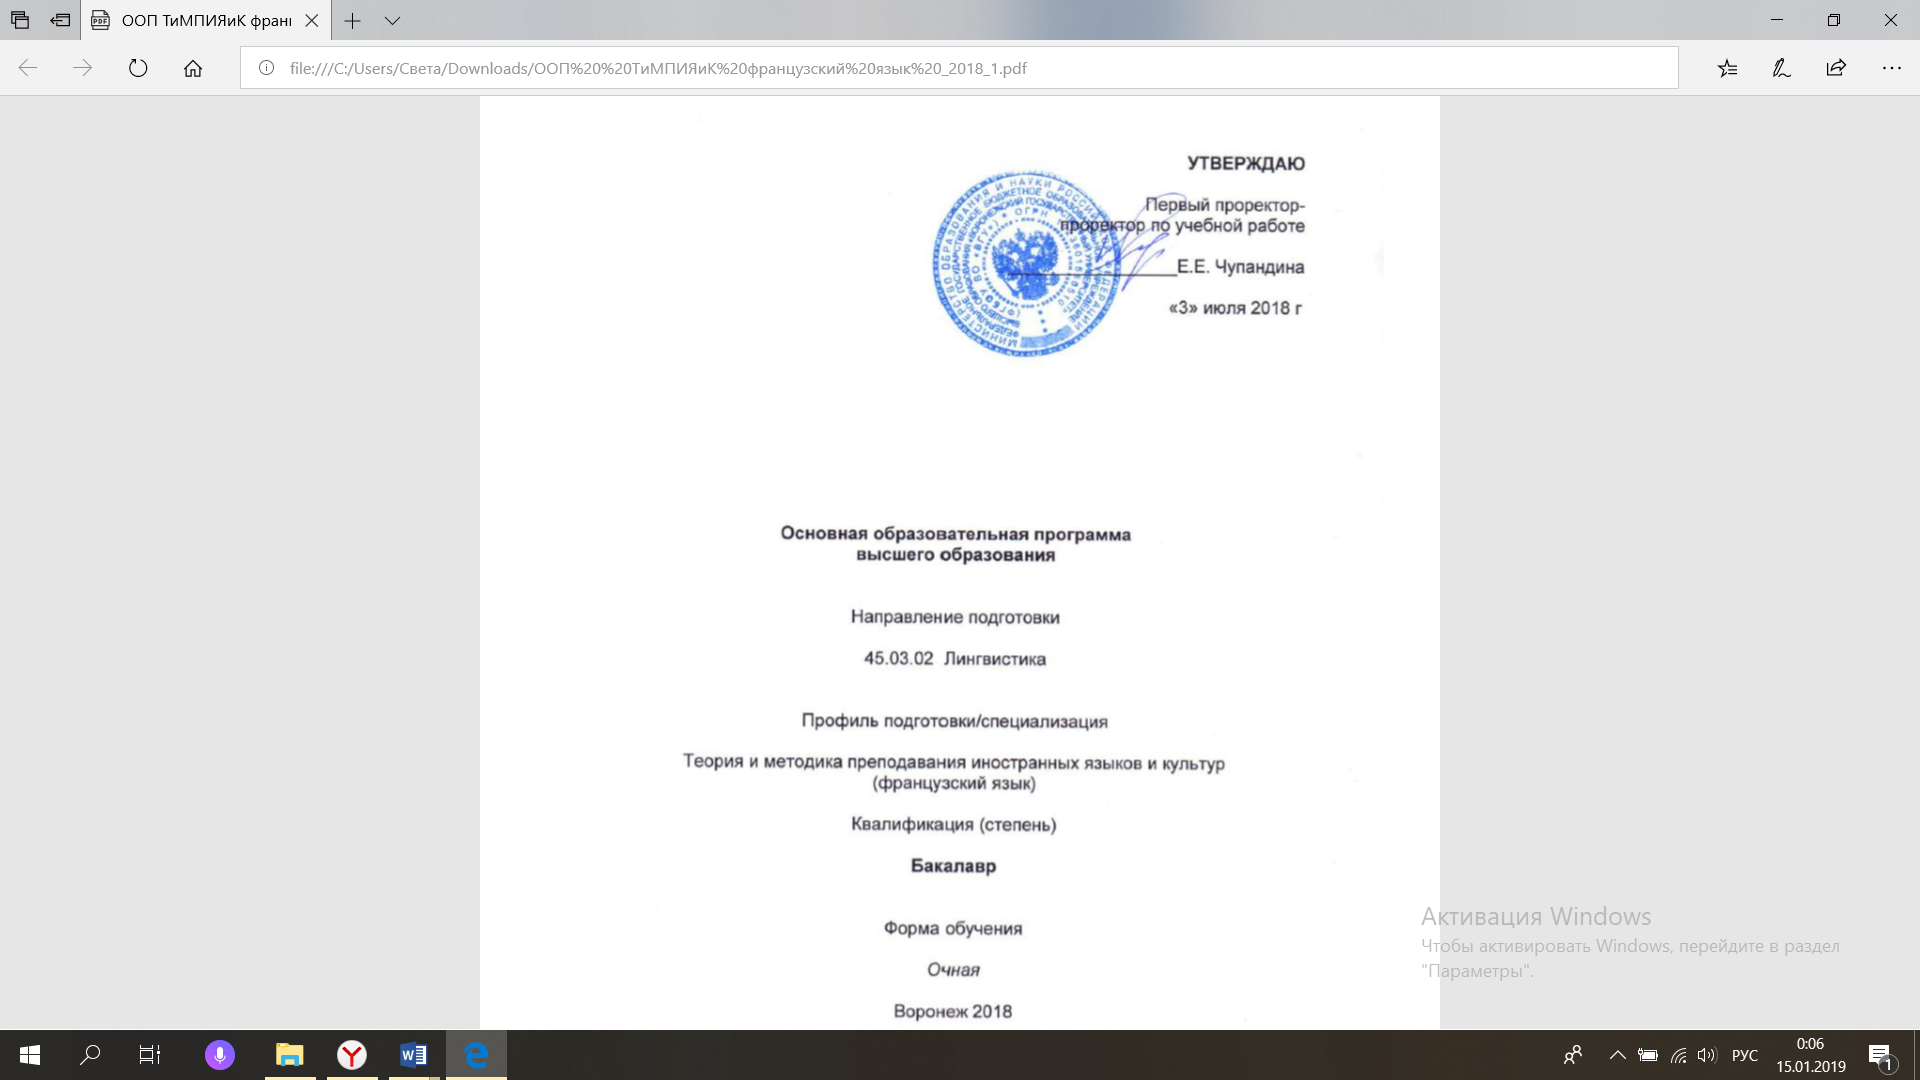 ООП ТиМПИЯиК франц
file:///C:/Users/Света/Downloads/ООП%20%20ТиМПИЯиК%20французский%20язык%20_2018_1.pdf
УТВЕРЖДАЮ
Первый проректор-
проректор по учебной работе
Е.Е. Чупандина
«3» июля 2018 г
Основная образовательная программа
высшего образования
Направление подготовки
45.03.02 Лингвистика
Профиль подготовки/специализация
Теория и методика преподавания иностранных языков и культур
(французский язык)
Квалификация (степень)
Бакалавр
Форма обучения
Очная
Воронеж 2018
Активация Windows
Чтобы активировать Windows, перейдите в раздел
"Параметры".
РУС
0:06
15.01.2019
1